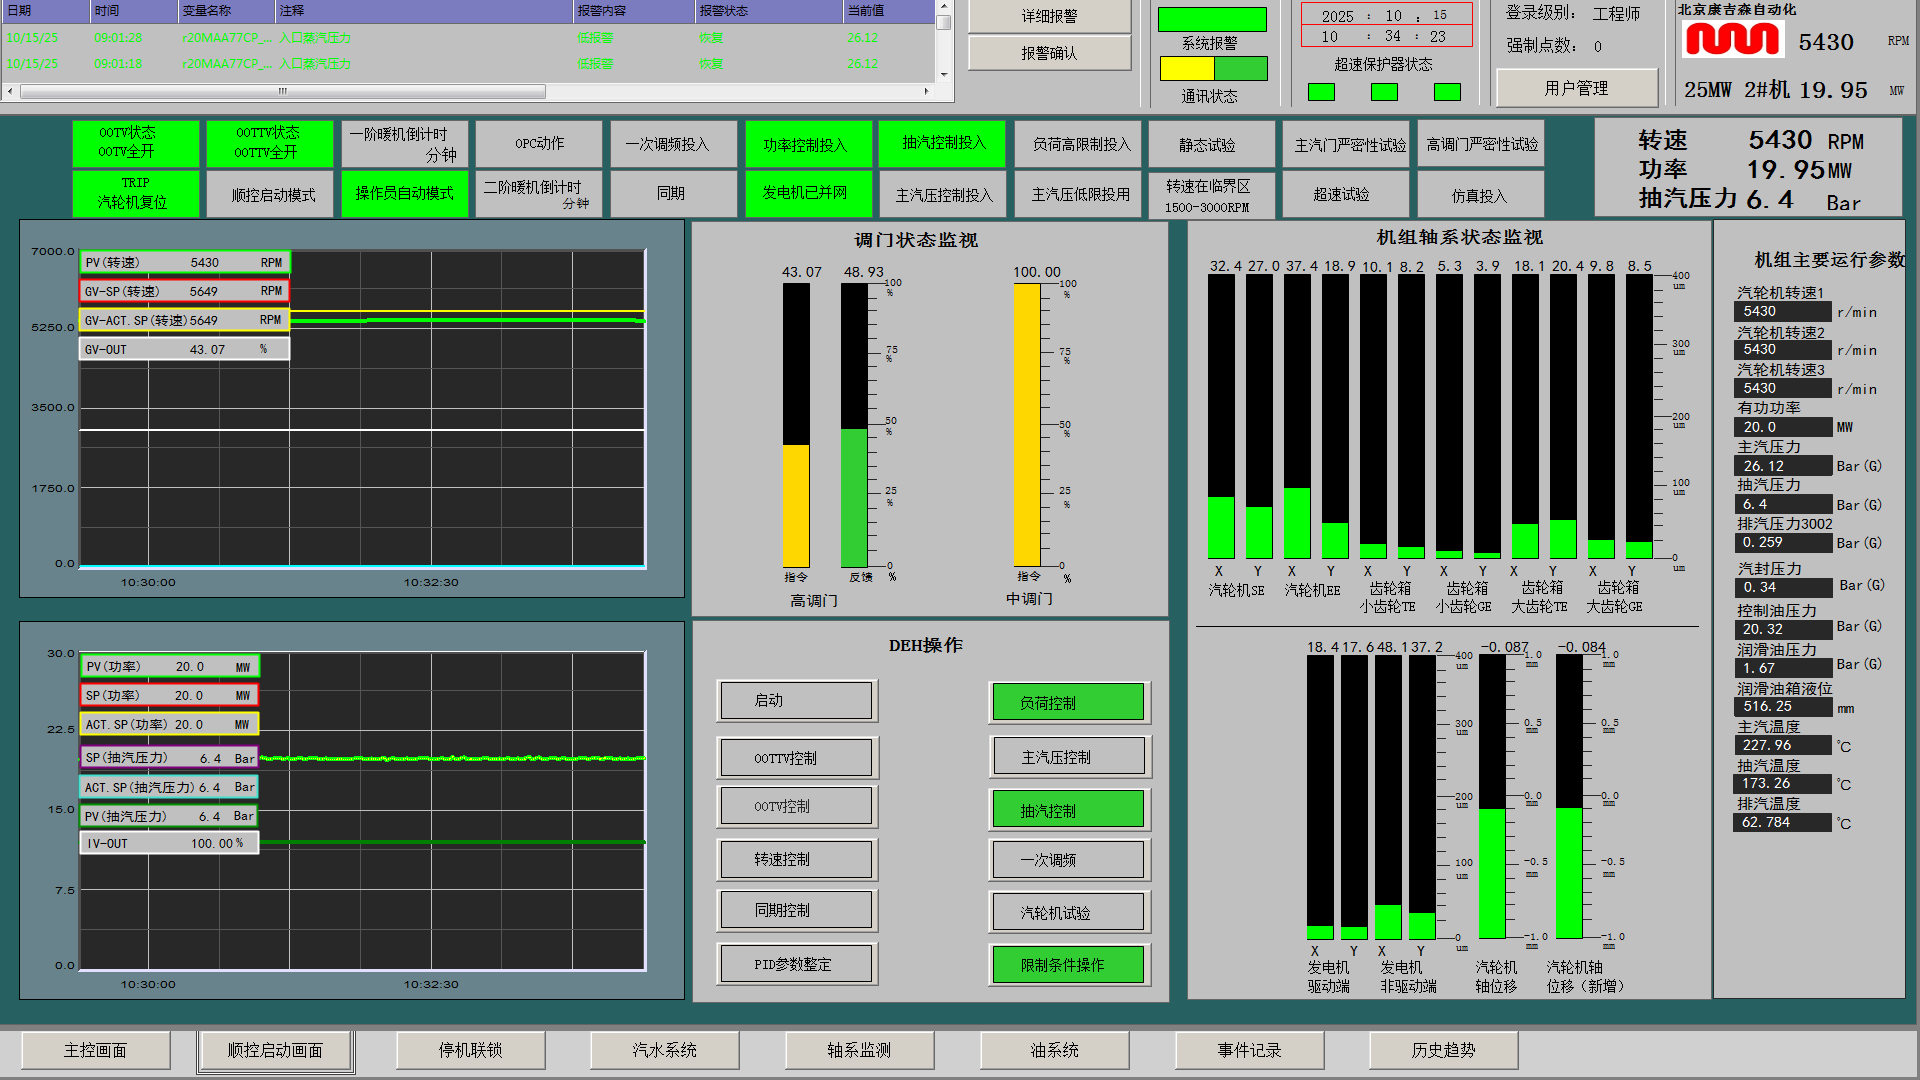 日期 时间 变量名称 注释 报警内容 报警状态 当前值
10/15/25 09:01:28 r20MAA77CP_... 入口蒸汽压力 低报警 恢复 26.12
10/15/25 09:01:18 r20MAA77CP_... 入口蒸汽压力 低报警 恢复 26.12
详细报警
报警确认
系统报警
通讯状态
2025 : 10 : 15
10 : 34 : 23
超速保护器状态
登录级别： 工程师
强制点数： 0
用户管理
北京康吉森自动化
5430 RPM
25MW 2#机 19.95 MW
OOTV状态
OOTV全开
OOTTV状态
OOTTV全开
一阶暖机倒计时
分钟
OPC动作
一次调频投入
功率控制投入
抽汽控制投入
负荷高限制投入
静态试验
主汽门严密性试验
高调门严密性试验
TRIP
汽轮机复位
顺控启动模式
操作员自动模式
二阶暖机倒计时
分钟
同期
发电机已并网
主汽压控制投入
主汽压低限投用
转速在临界区
1500-3000RPM
超速试验
仿真投入
转速 5430 RPM
功率 19.95 MW
抽汽压力 6.4 Bar
7000.0
5250.0
3500.0
1750.0
0.0
PV(转速) 5430 RPM
GV-SP(转速) 5649 RPM
GV-ACT.SP(转速) 5649 RPM
GV-OUT 43.07 %
10:30:00 10:32:30
30.0
22.5
15.0
7.5
0.0
PV(功率) 20.0 MW
SP(功率) 20.0 MW
ACT.SP(功率) 20.0 MW
SP(抽汽压力) 6.4 Bar
ACT.SP(抽汽压力) 6.4 Bar
PV(抽汽压力) 6.4 Bar
IV-OUT 100.00 %
10:30:00 10:32:30
调门状态监视
43.07 48.93 100.00
100 %
75 %
50 %
25 %
0 %
100 %
75 %
50 %
25 %
0 %
指令 反馈 指令
高调门 中调门
DEH操作
启动 负荷控制
OOTTV控制 主汽压控制
OOTV控制 抽汽控制
转速控制 一次调频
同期控制 汽轮机试验
PID参数整定 限制条件操作
机组轴系状态监视
32.4 27.0 37.4 18.9 10.1 8.2 5.3 3.9 18.1 20.4 9.8 8.5
400 um
300 um
200 um
100 um
0 um
X Y X Y X Y X Y X Y X Y
汽轮机SE 汽轮机EE
齿轮箱 齿轮箱 齿轮箱 齿轮箱
小齿轮TE 小齿轮GE 大齿轮TE 大齿轮GE
18.4 17.6 48.1 37.2 -0.087 -0.084
400 um
300 um
200 um
100 um
0 um
1.0 mm
0.5 mm
0.0 mm
-0.5 mm
-1.0 mm
1.0 mm
0.5 mm
0.0 mm
-0.5 mm
-1.0 mm
X Y X Y
发电机 发电机 汽轮机 汽轮机轴
驱动端 非驱动端 轴位移 位移（新增）
机组主要运行参数
汽轮机转速1
5430 r/min
汽轮机转速2
5430 r/min
汽轮机转速3
5430 r/min
有功功率
20.0 MW
主汽压力
26.12 Bar(G)
抽汽压力
6.4 Bar(G)
排汽压力3002
0.259 Bar(G)
汽封压力
0.34 Bar(G)
控制油压力
20.32 Bar(G)
润滑油压力
1.67 Bar(G)
润滑油箱液位
516.25 mm
主汽温度
227.96 ℃
抽汽温度
173.26 ℃
排汽温度
62.784 ℃
主控画面 顺控启动画面 停机联锁 汽水系统 轴系监测 油系统 事件记录 历史趋势